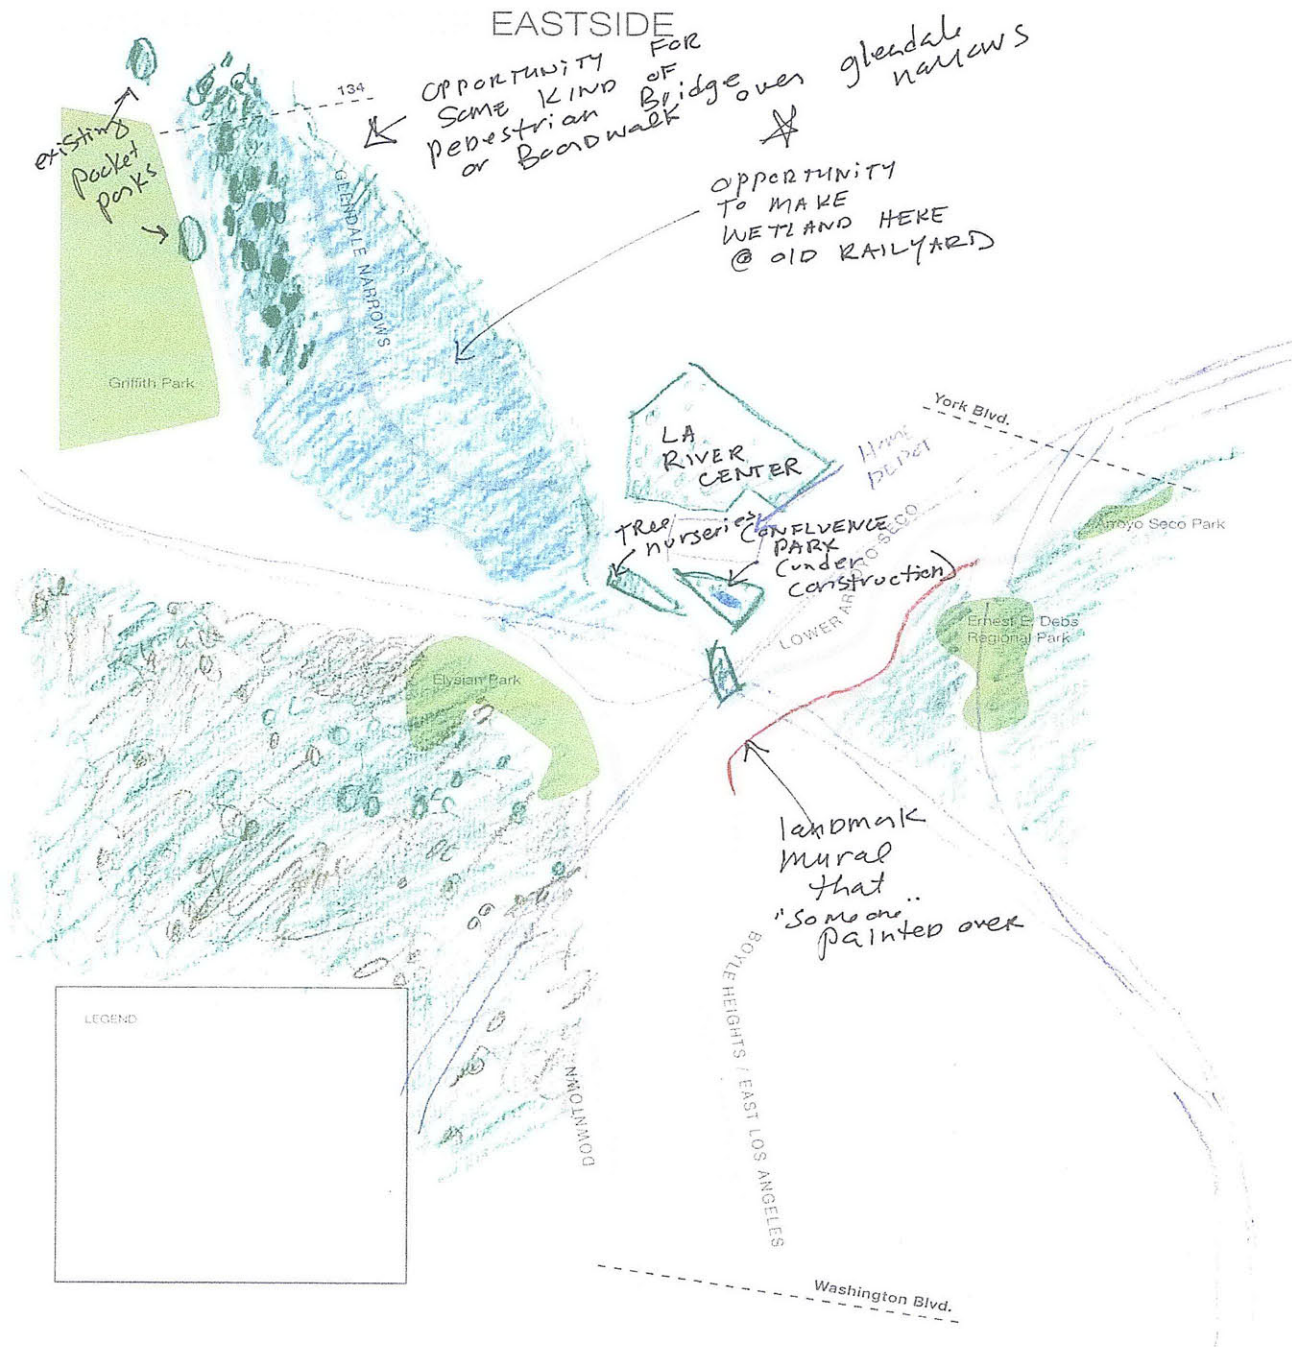 EASTSIDE
OPPORTUNITY FOR
SOME KIND OF
PEDESTRIAN Bridge over glendale narrows
or Boardwalk
134
existing
pocket
parks
GLENDALE NARROWS
OPPORTUNITY
TO MAKE
WETLAND HERE
@ OLD RAILYARD
Griffith Park
LA
RIVER
CENTER
Home
DEPOT
York Blvd.
Arroyo Seco Park
TREE
nurseries
CONFLUENCE
PARK
(under
construction)
LOWER ARROYO SECO
Ernest E. Debs
Regional Park
Elysian Park
landmark
mural
that
"someone"
painted over
LEGEND
DOWNTOWN
BOYLE HEIGHTS / EAST LOS ANGELES
Washington Blvd.